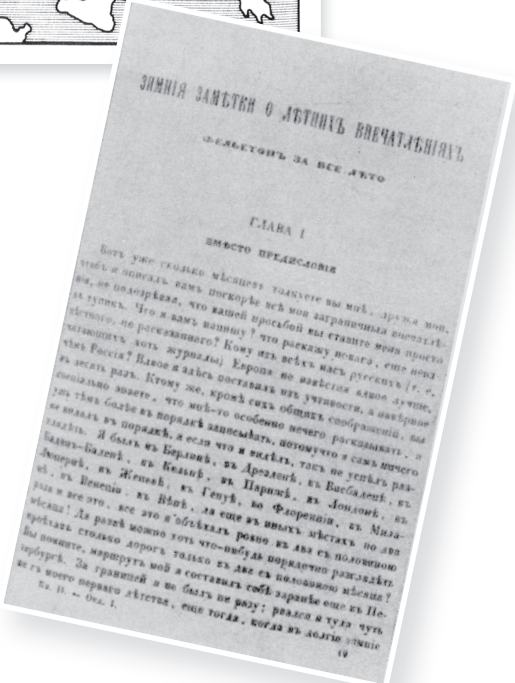 ЗИМНІЯ ЗАМѢТКИ О ЛѢТНИХЪ ВПЕЧАТЛѢНІЯХЪ
ФЕЛЬЕТОНЪ ЗА ВСЕ ЛѢТО
ГЛАВА I
ВМѢСТО ПРЕДИСЛОВІЯ
Вотъ уже сколько мѣсяцевъ толкуете вы мнѣ, друзья мои,
чтобъ я описалъ вамъ поскорѣе всѣ мои заграничныя впечатлѣ-
нія, не подозрѣвая, что вашей просьбой вы ставите меня просто
въ тупикъ. Что я вамъ напишу? что разскажу новаго, еще неиз-
вѣстнаго, не разсказаннаго? Кому изъ всѣхъ насъ русскихъ (т. е.
читающихъ хоть журналы) Европа не извѣстна вдвое лучше,
чѣмъ Россія? Вдвое я здѣсь поставилъ изъ учтивости, а навѣрное
въ десять разъ. Ктому же, кромѣ сихъ общихъ соображеній, вы
спеціально знаете, что мнѣ-то особенно нечего разсказывать, а
ужъ тѣмъ болѣе въ порядкѣ записывать, потомучто я самъ ничего
не видалъ въ порядкѣ, а если что и видѣлъ, такъ не успѣлъ раз-
глядѣть. Я былъ въ Берлинѣ, въ Дрезденѣ, въ Висбаденѣ, въ
Баденъ-Баденѣ, въ Кельнѣ, въ Парижѣ, въ Лондонѣ, въ
Люцернѣ, въ Женевѣ, въ Генуѣ, во Флоренціи, въ Мила-
нѣ, въ Венеціи, въ Вѣнѣ, да еще въ иныхъ мѣстахъ по два
раза и все это, все это я объѣхалъ ровно въ два съ половиною
мѣсяца! Да развѣ можно хоть что-нибудь порядочно разглядѣть
проѣхавъ столько дорогъ только въ два съ половиною мѣсяца?
Вы помните, маршрутъ мой я составилъ себѣ заранѣе еще въ Пе-
тербургѣ. За границей я не былъ ни разу; рвался я туда чуть
не съ моего перваго дѣтства, еще тогда, когда въ долгіе зимніе
Кн. II. — Отд. I.